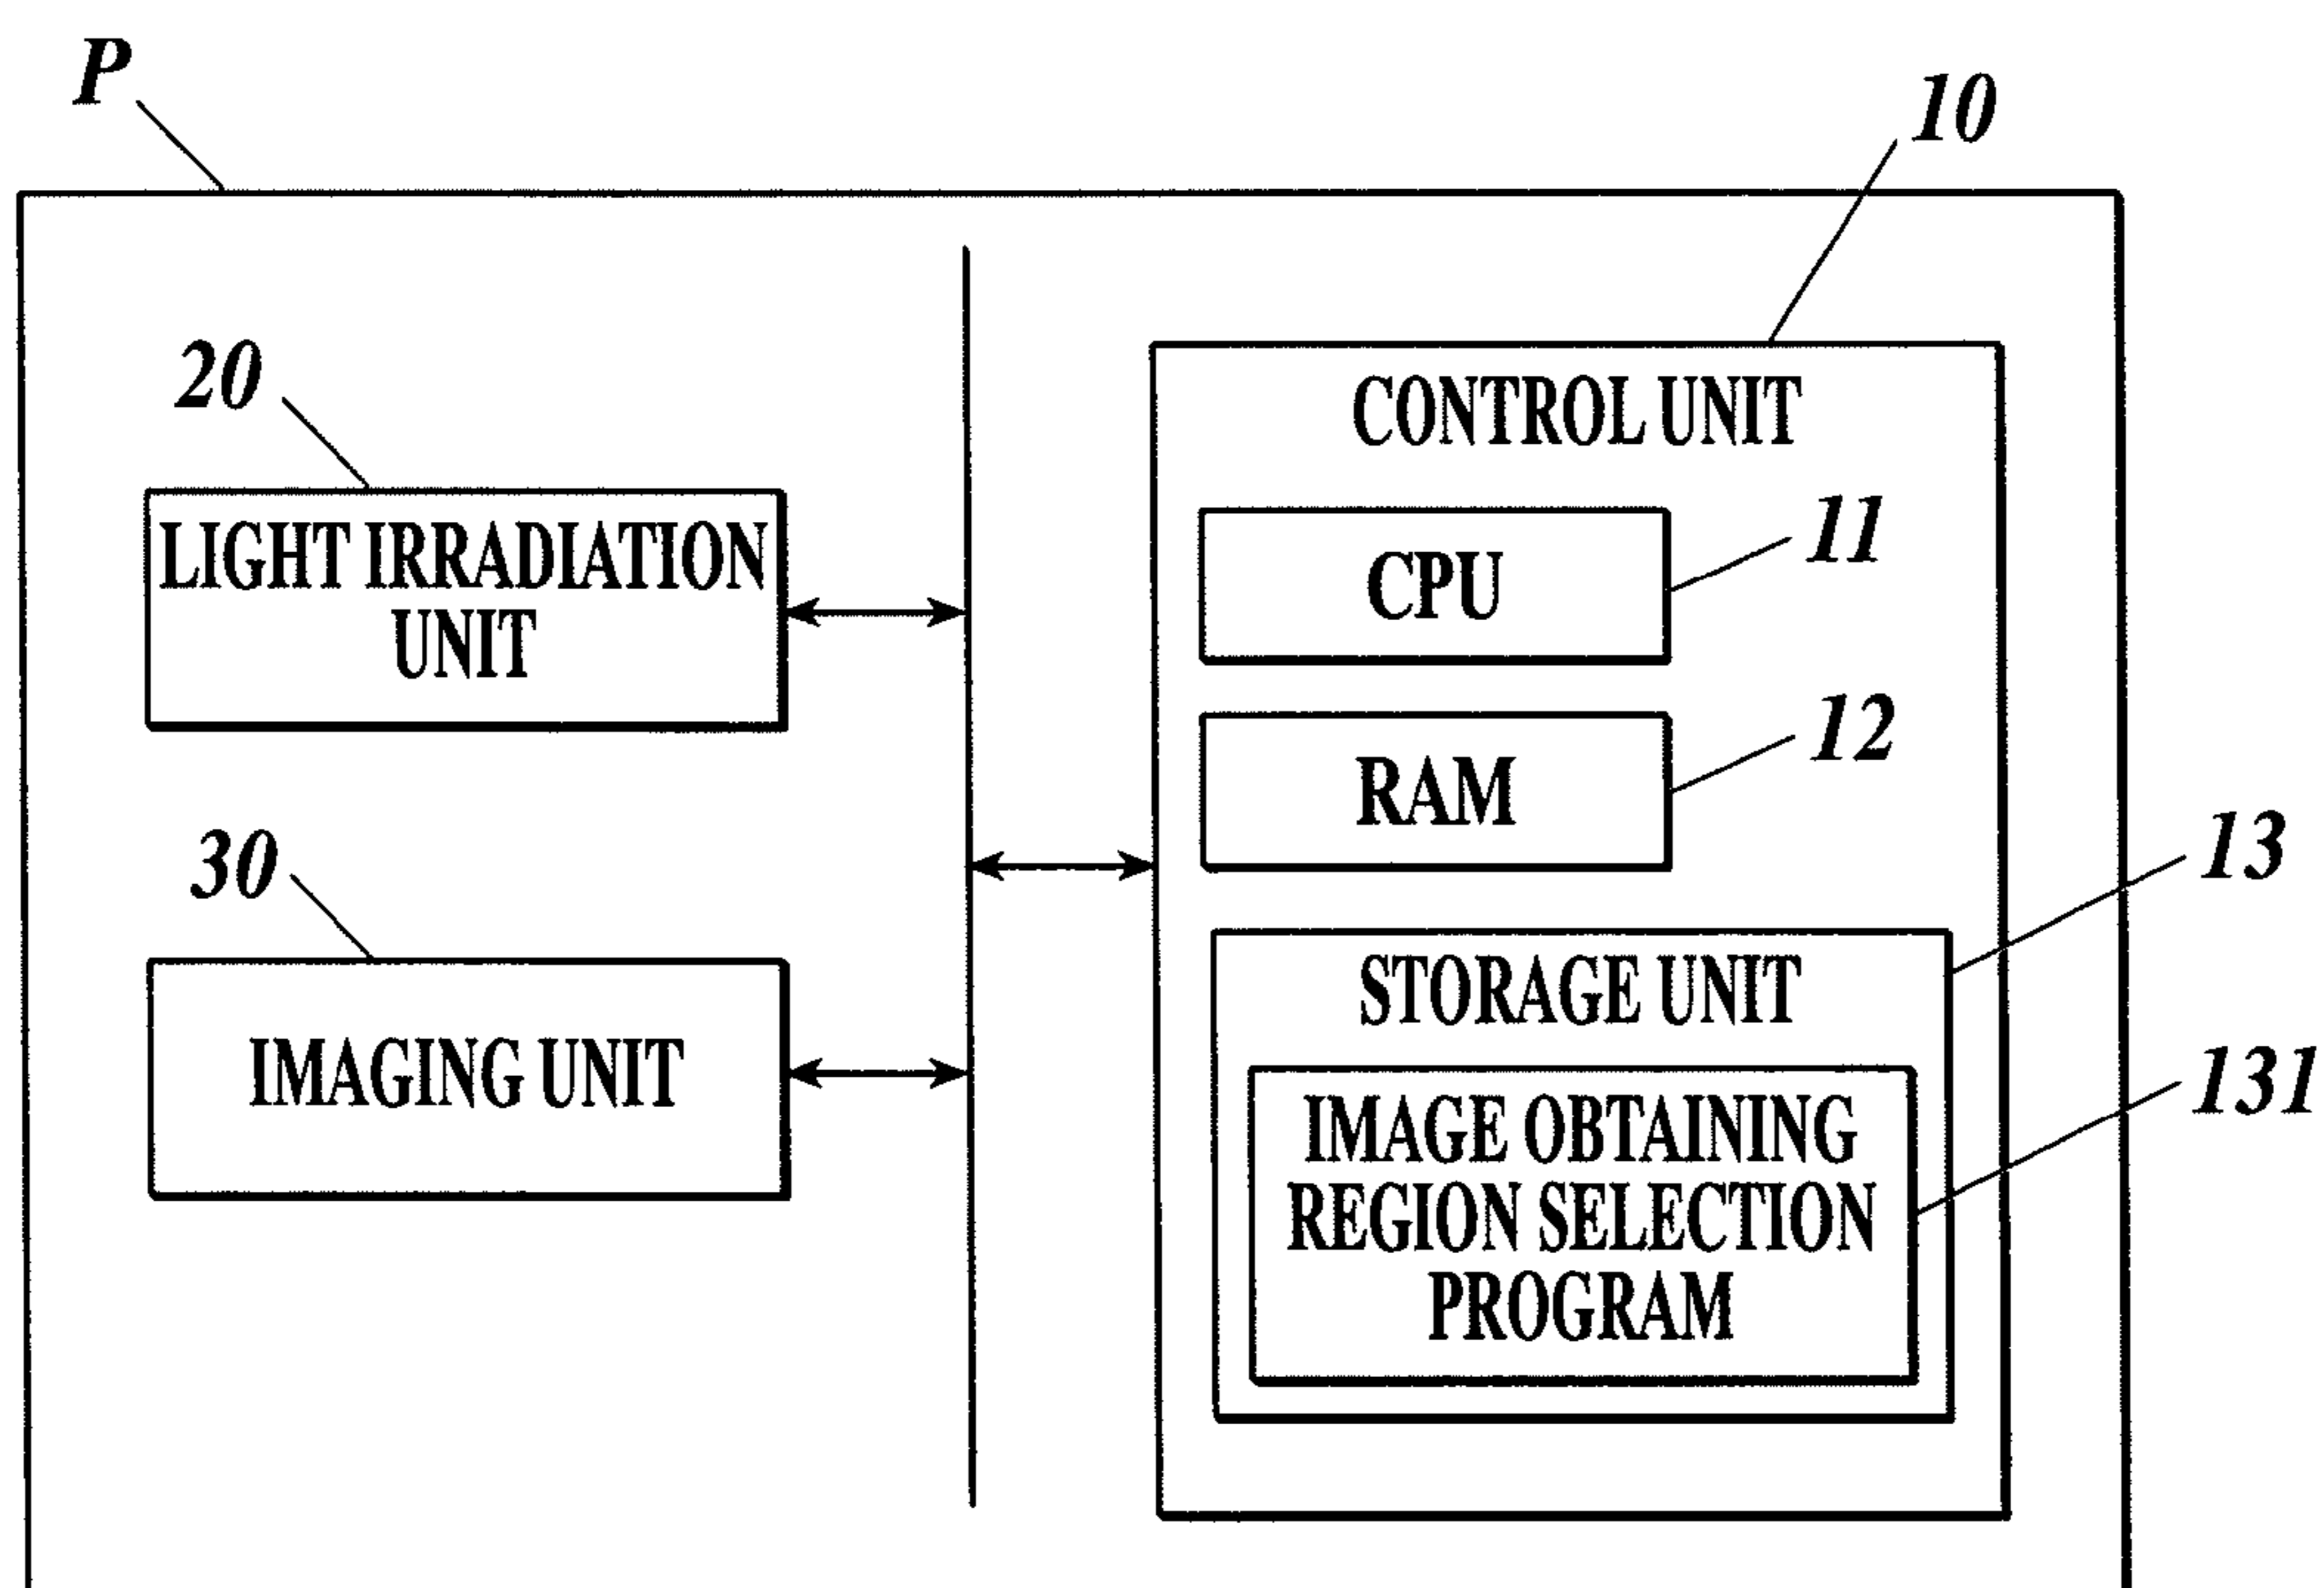 P
10
20
CONTROL UNIT
LIGHT IRRADIATION
UNIT
CPU
11
RAM
12
30
IMAGING UNIT
13
STORAGE UNIT
131
IMAGE OBTAINING
REGION SELECTION
PROGRAM